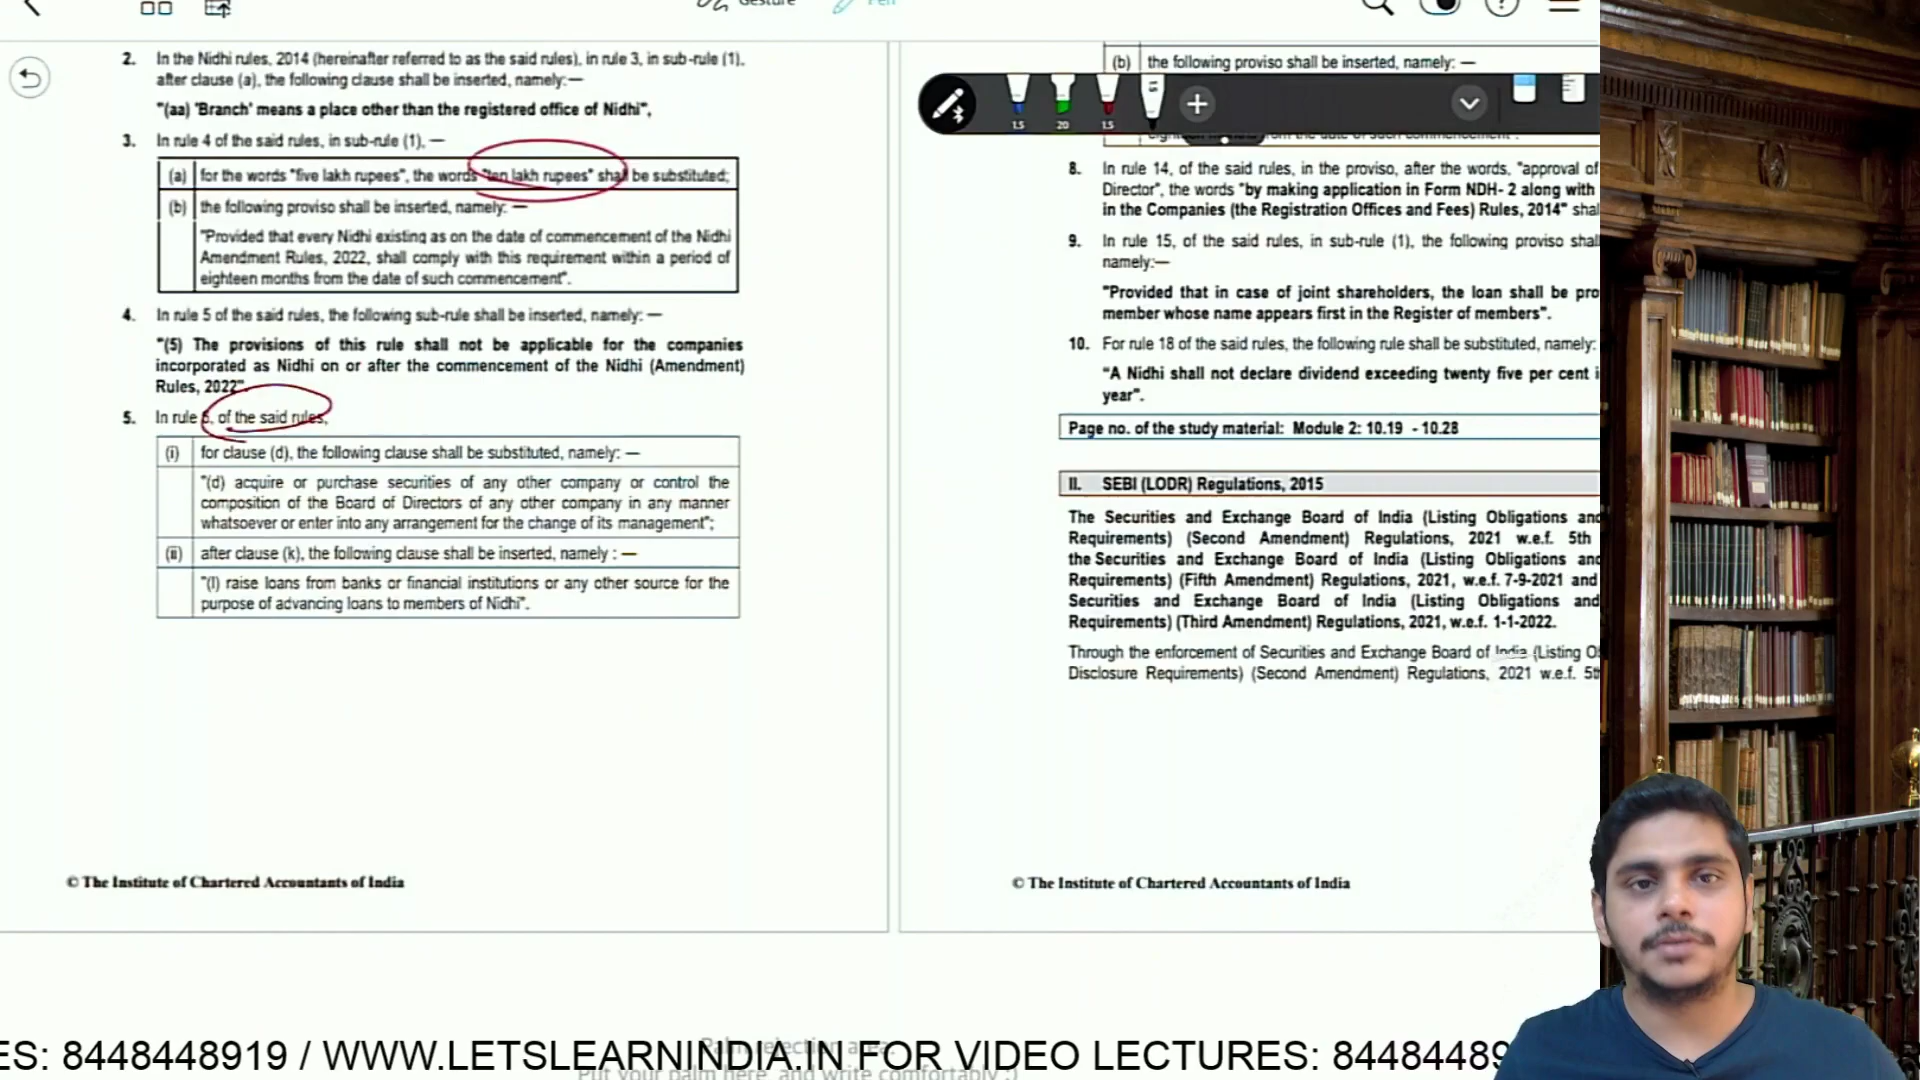 Gesture
Pen
2. In the Nidhi rules, 2014 (hereinafter referred to as the said rules), in rule 3, in sub-rule (1),
after clause (a), the following clause shall be inserted, namely:—
"(aa) 'Branch' means a place other than the registered office of Nidhi",
3. In rule 4 of the said rules, in sub-rule (1), —
(a) for the words "five lakh rupees", the words "ten lakh rupees" shall be substituted;
(b) the following proviso shall be inserted, namely: —
"Provided that every Nidhi existing as on the date of commencement of the Nidhi
Amendment Rules, 2022, shall comply with this requirement within a period of
eighteen months from the date of such commencement".
4. In rule 5 of the said rules, the following sub-rule shall be inserted, namely: —
"(5) The provisions of this rule shall not be applicable for the companies
incorporated as Nidhi on or after the commencement of the Nidhi (Amendment)
Rules, 2022".
5. In rule 6, of the said rules,
(i) for clause (d), the following clause shall be substituted, namely: —
"(d) acquire or purchase securities of any other company or control the
composition of the Board of Directors of any other company in any manner
whatsoever or enter into any arrangement for the change of its management";
(ii) after clause (k), the following clause shall be inserted, namely : —
"(l) raise loans from banks or financial institutions or any other source for the
purpose of advancing loans to members of Nidhi".
© The Institute of Chartered Accountants of India
(b) the following proviso shall be inserted, namely: —
15 20 15
8. In rule 14, of the said rules, in the proviso, after the words, "approval of
Director", the words "by making application in Form NDH- 2 along with
in the Companies (the Registration Offices and Fees) Rules, 2014" shal
9. In rule 15, of the said rules, in sub-rule (1), the following proviso shal
namely:—
"Provided that in case of joint shareholders, the loan shall be pro
member whose name appears first in the Register of members".
10. For rule 18 of the said rules, the following rule shall be substituted, namely:
"A Nidhi shall not declare dividend exceeding twenty five per cent i
year".
Page no. of the study material: Module 2: 10.19 - 10.28
II. SEBI (LODR) Regulations, 2015
The Securities and Exchange Board of India (Listing Obligations and
Requirements) (Second Amendment) Regulations, 2021 w.e.f. 5th
the Securities and Exchange Board of India (Listing Obligations and
Requirements) (Fifth Amendment) Regulations, 2021, w.e.f. 7-9-2021 and
Securities and Exchange Board of India (Listing Obligations and
Requirements) (Third Amendment) Regulations, 2021, w.e.f. 1-1-2022.
Through the enforcement of Securities and Exchange Board of India (Listing O
Disclosure Requirements) (Second Amendment) Regulations, 2021 w.e.f. 5t
© The Institute of Chartered Accountants of India
ES: 8448448919 / WWW.LETSLEARNINDIA.IN FOR VIDEO LECTURES: 84484489
Put your palm here, and write comfortably :)